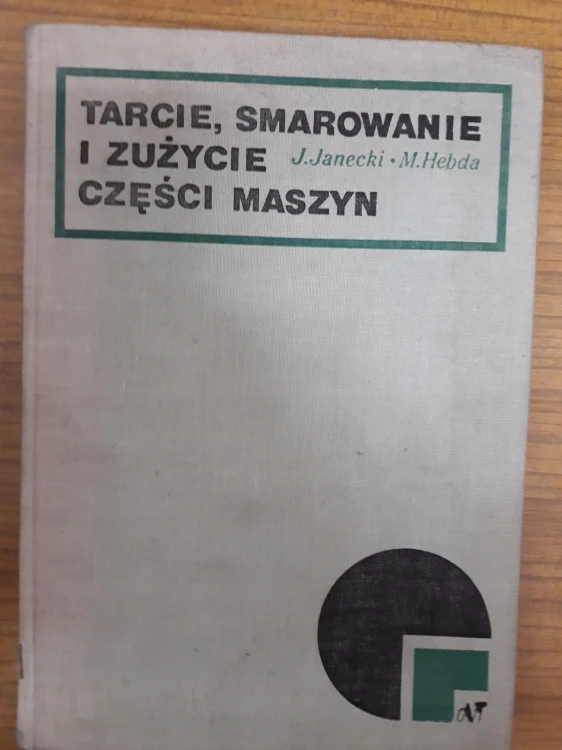 TARCIE, SMAROWANIE
I ZUŻYCIE J. Janecki • M. Hebda
CZĘŚCI MASZYN